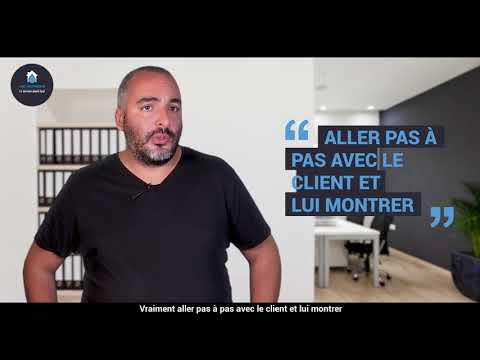 “ ALLER PAS À
PAS AVEC LE
CLIENT ET
LUI MONTRER ”
Vraiment aller pas à pas avec le client et lui montrer